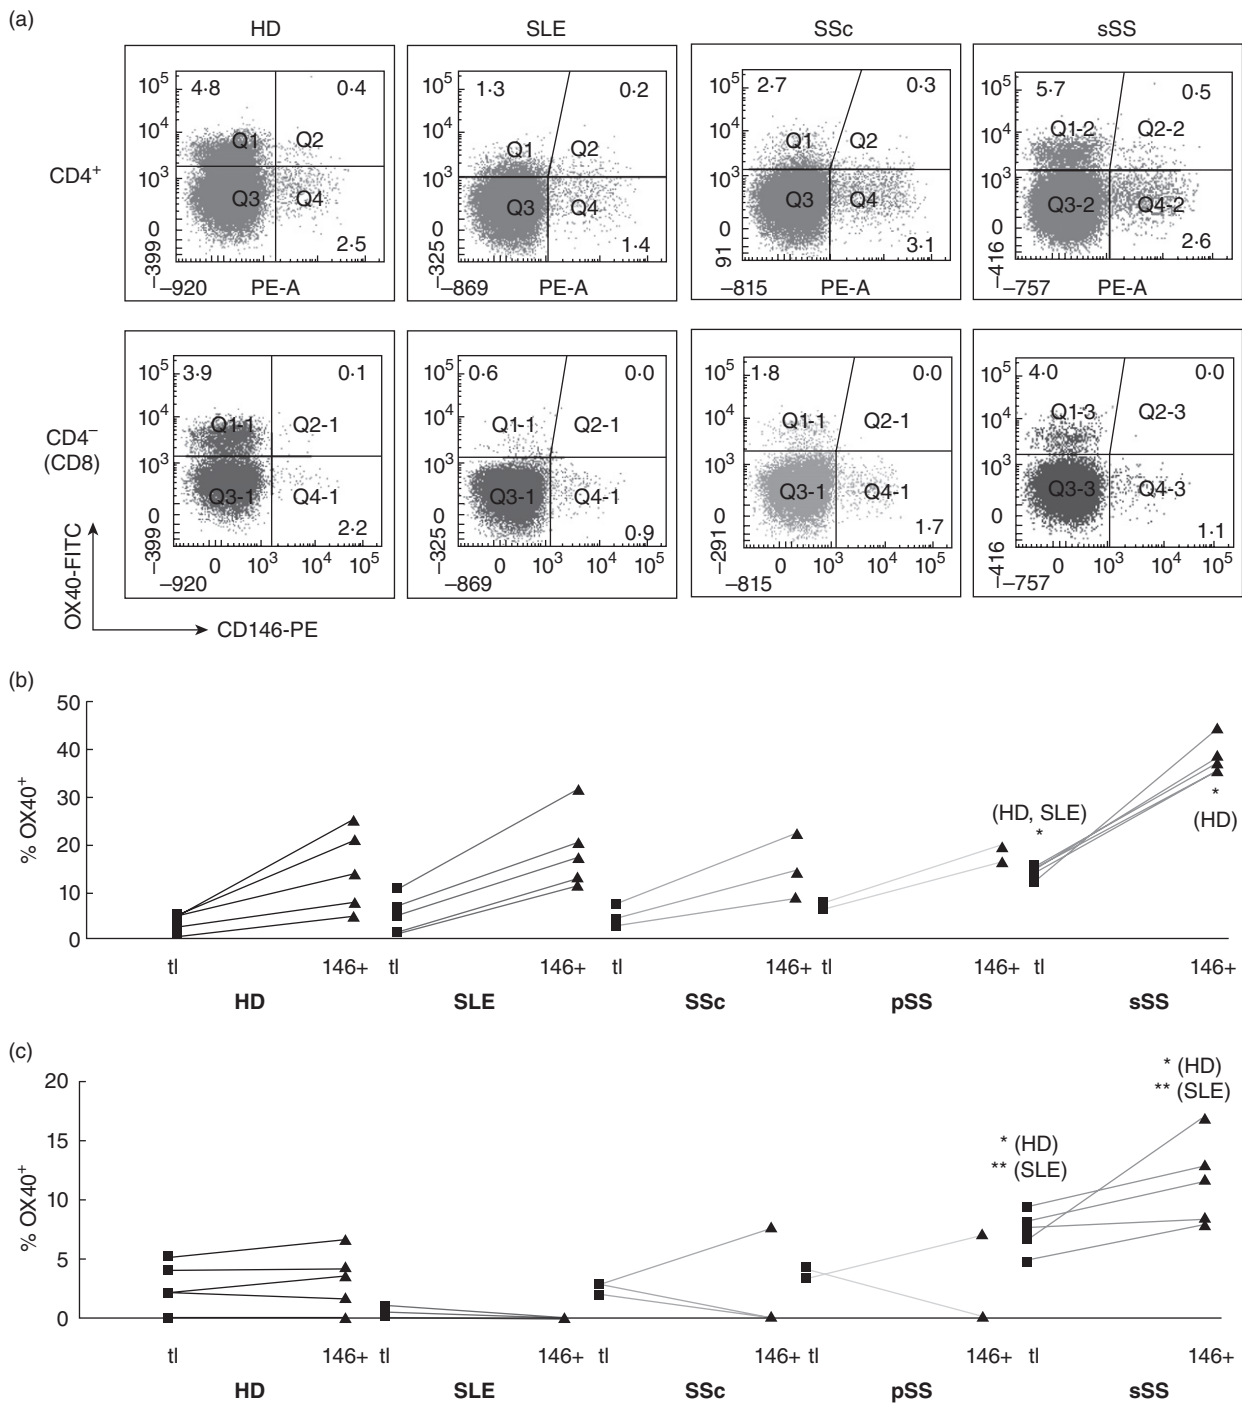 (a)
HD SLE SSc sSS
CD4+
10⁵ 4·8 0·4
10⁴ Q1 Q2
10³ Q3 Q4
0 2·5
–399
–920 PE-A
10⁵ 1·3 0·2
10⁴ Q1 Q2
10³ Q3 Q4
0 1·4
–325
–869 PE-A
10⁵ 2·7 0·3
10⁴ Q1 Q2
10³ Q3 Q4
0 3·1
91
–815 PE-A
10⁵ 5·7 0·5
10⁴ Q1-2 Q2-2
10³ Q3-2 Q4-2
0 2·6
–416
–757 PE-A
CD4–
(CD8)
10⁵ 3·9 0·1
10⁴ Q1-1 Q2-1
10³ Q3-1 Q4-1
0 2·2
–399
0 10³ 10⁴ 10⁵
–920
10⁵ 0·6 0·0
10⁴ Q1-1 Q2-1
10³ Q3-1 Q4-1
0 0·9
–325
0 10³ 10⁴ 10⁵
–869
10⁵ 1·8 0·0
10⁴ Q1-1 Q2-1
10³ Q3-1 Q4-1
0 1·7
–291
0 10³ 10⁴ 10⁵
–815
10⁵ 4·0 0·0
10⁴ Q1-3 Q2-3
10³ Q3-3 Q4-3
0 1·1
–416
0 10³ 10⁴ 10⁵
–757
OX40-FITC
CD146-PE
(b)
% OX40+
50
40
30
20
10
0
(HD, SLE)
*
*
(HD)
tl 146+ tl 146+ tl 146+ tl 146+ tl 146+
HD SLE SSc pSS sSS
(c)
% OX40+
20
15
10
5
0
* (HD)
** (SLE)
* (HD)
** (SLE)
tl 146+ tl 146+ tl 146+ tl 146+ tl 146+
HD SLE SSc pSS sSS